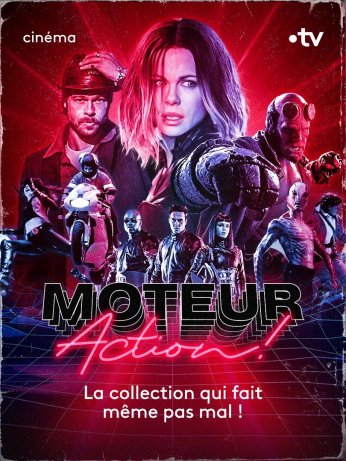 cinéma
•tv
MOTEUR
Action!
La collection qui fait
même pas mal !